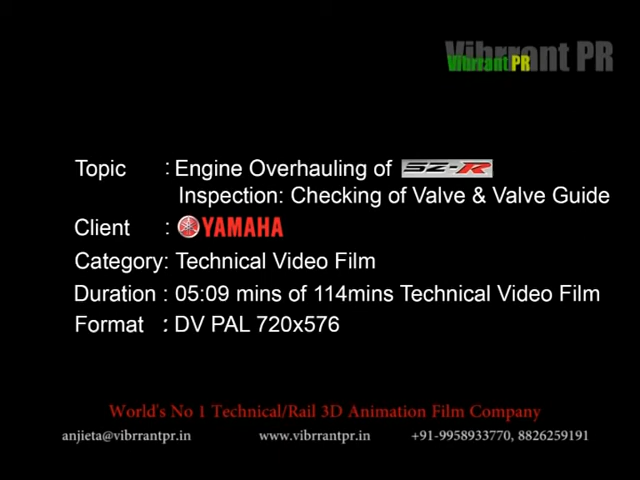 Vibrrant PR
Vibrrant PR
Topic : Engine Overhauling of SZ-R
Inspection: Checking of Valve & Valve Guide
Client : YAMAHA
Category: Technical Video Film
Duration : 05:09 mins of 114mins Technical Video Film
Format : DV PAL 720x576
World's No 1 Technical/Rail 3D Animation Film Company
anjieta@vibrrantpr.in www.vibrrantpr.in +91-9958933770, 8826259191